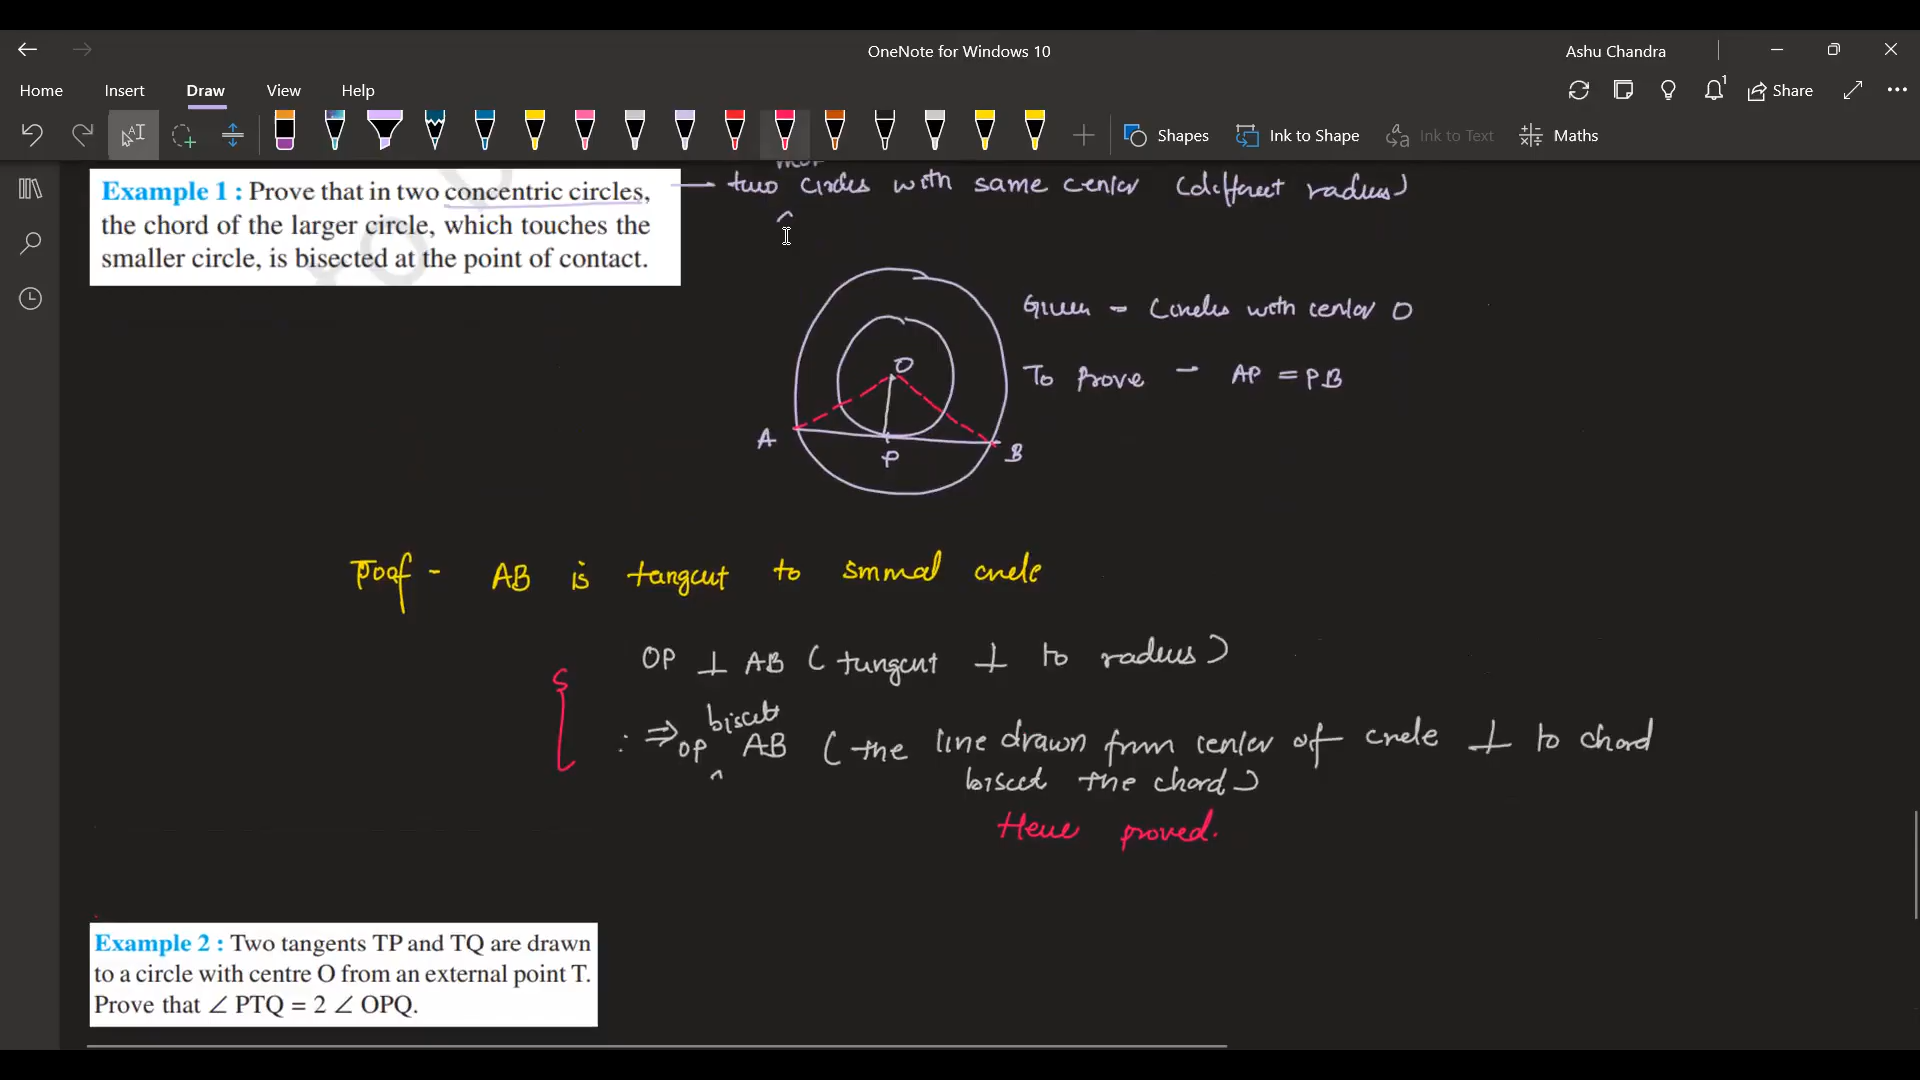 OneNote for Windows 10
Ashu Chandra
Home Insert Draw View Help
1 Share
Shapes Ink to Shape Ink to Text Maths
Example 1 : Prove that in two concentric circles,
the chord of the larger circle, which touches the
smaller circle, is bisected at the point of contact.
two circles with same center (different radius)
Given - Circles with center O
To Prove - AP = PB
O
A
P
B
Proof - AB is tangent to smmal circle
OP ⊥ AB (tangent ⊥ to radius)
bisects
∴ ⇒ OP ^ AB (the line drawn from center of circle ⊥ to chord
bisect the chord)
Hence proved.
Example 2 : Two tangents TP and TQ are drawn
to a circle with centre O from an external point T.
Prove that ∠ PTQ = 2 ∠ OPQ.